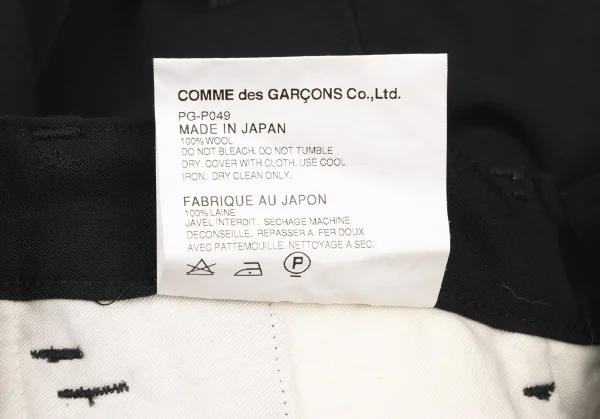 COMME des GARÇONS Co.,Ltd.
PG-P049
MADE IN JAPAN
100% WOOL
DO NOT BLEACH. DO NOT TUMBLE
DRY. COVER WITH CLOTH. USE COOL
IRON. DRY CLEAN ONLY.
FABRIQUE AU JAPON
100% LAINE
JAVEL INTERDIT. SECHAGE MACHINE
DECONSEILLE. REPASSER A FER DOUX
AVEC PATTEMOUILLE. NETTOYAGE A SEC.
P